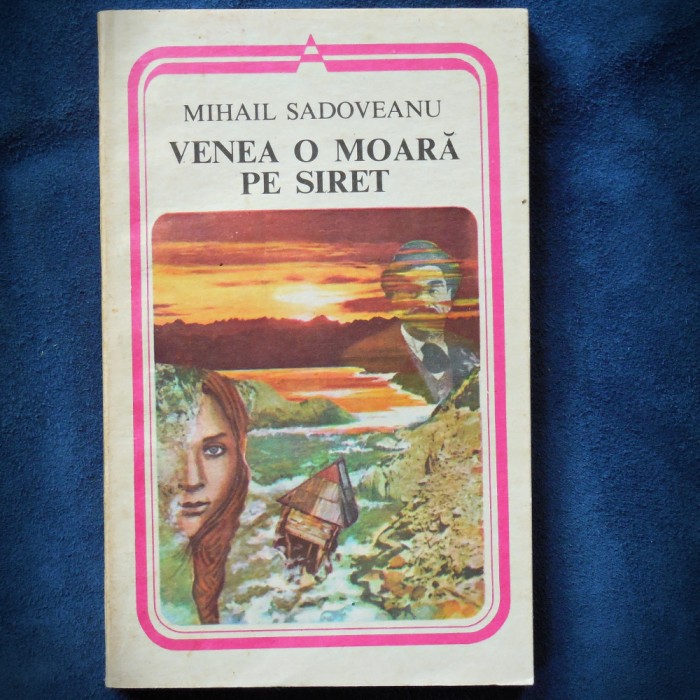 MIHAIL SADOVEANU
VENEA O MOARĂ
PE SIRET